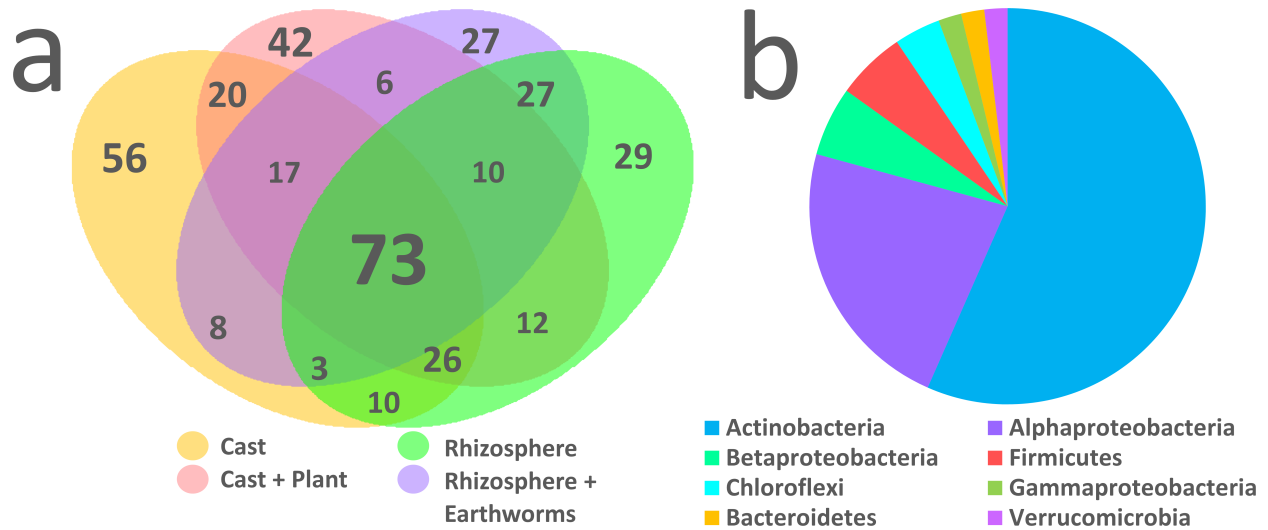 a
42
27
20
6
27
56
29
17
10
73
8
12
3
26
10
Cast
Cast + Plant
Rhizosphere
Rhizosphere +
Earthworms
b
Actinobacteria
Alphaproteobacteria
Betaproteobacteria
Firmicutes
Chloroflexi
Gammaproteobacteria
Bacteroidetes
Verrucomicrobia